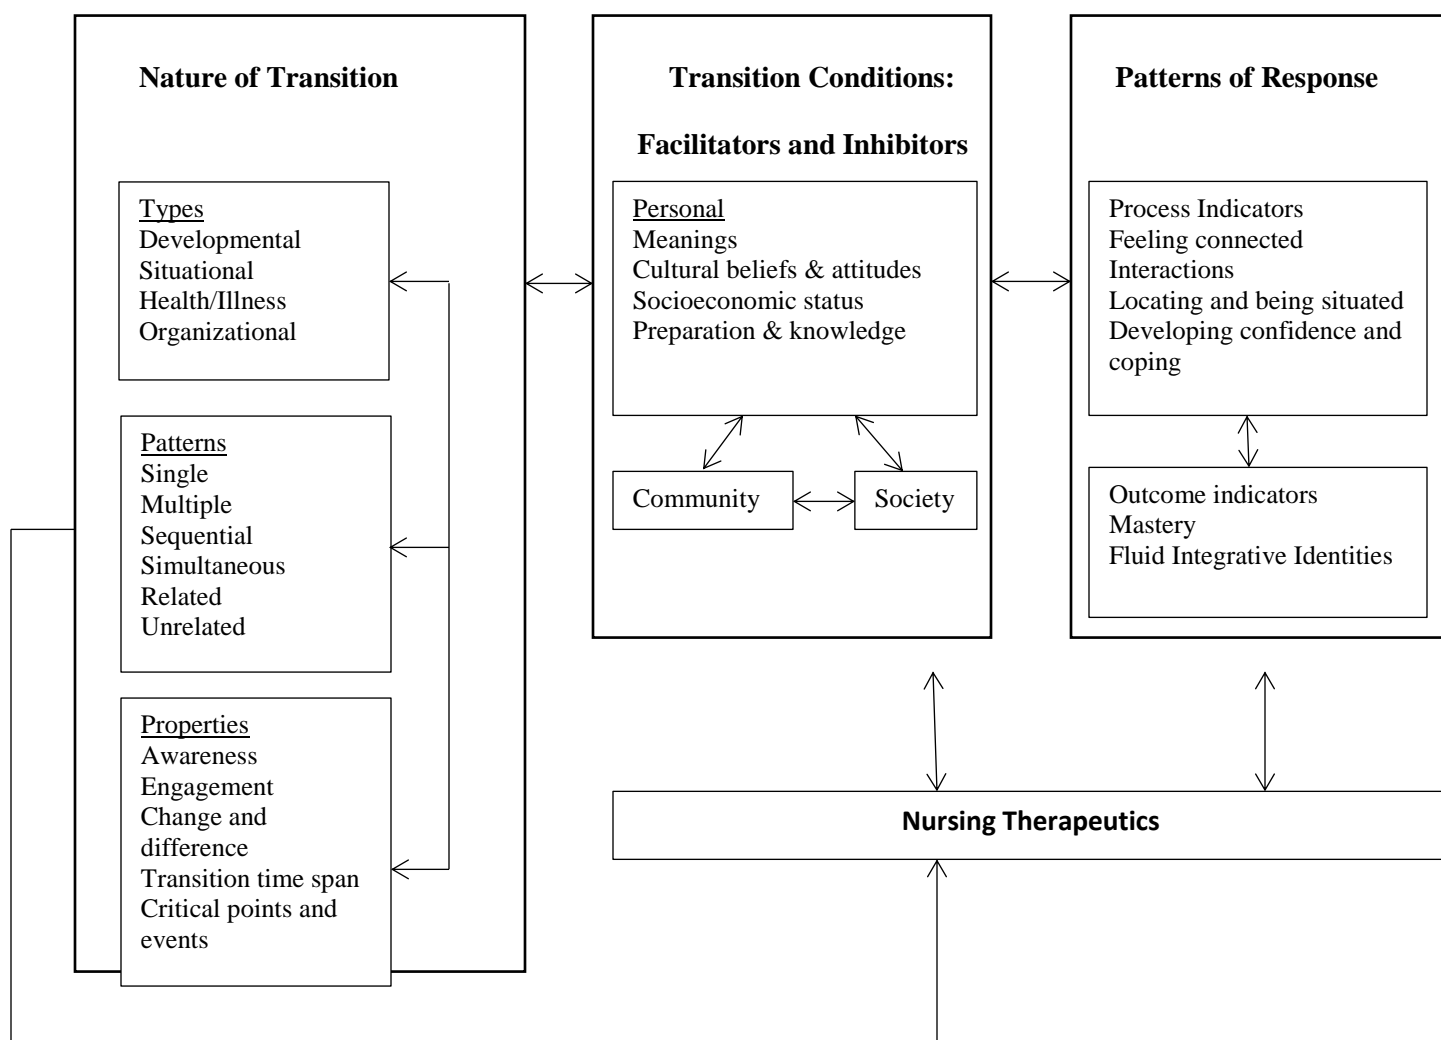 Nature of Transition
Types
Developmental
Situational
Health/Illness
Organizational
Patterns
Single
Multiple
Sequential
Simultaneous
Related
Unrelated
Properties
Awareness
Engagement
Change and
difference
Transition time span
Critical points and
events
Transition Conditions:
Facilitators and Inhibitors
Personal
Meanings
Cultural beliefs & attitudes
Socioeconomic status
Preparation & knowledge
Community
Society
Patterns of Response
Process Indicators
Feeling connected
Interactions
Locating and being situated
Developing confidence and
coping
Outcome indicators
Mastery
Fluid Integrative Identities
Nursing Therapeutics